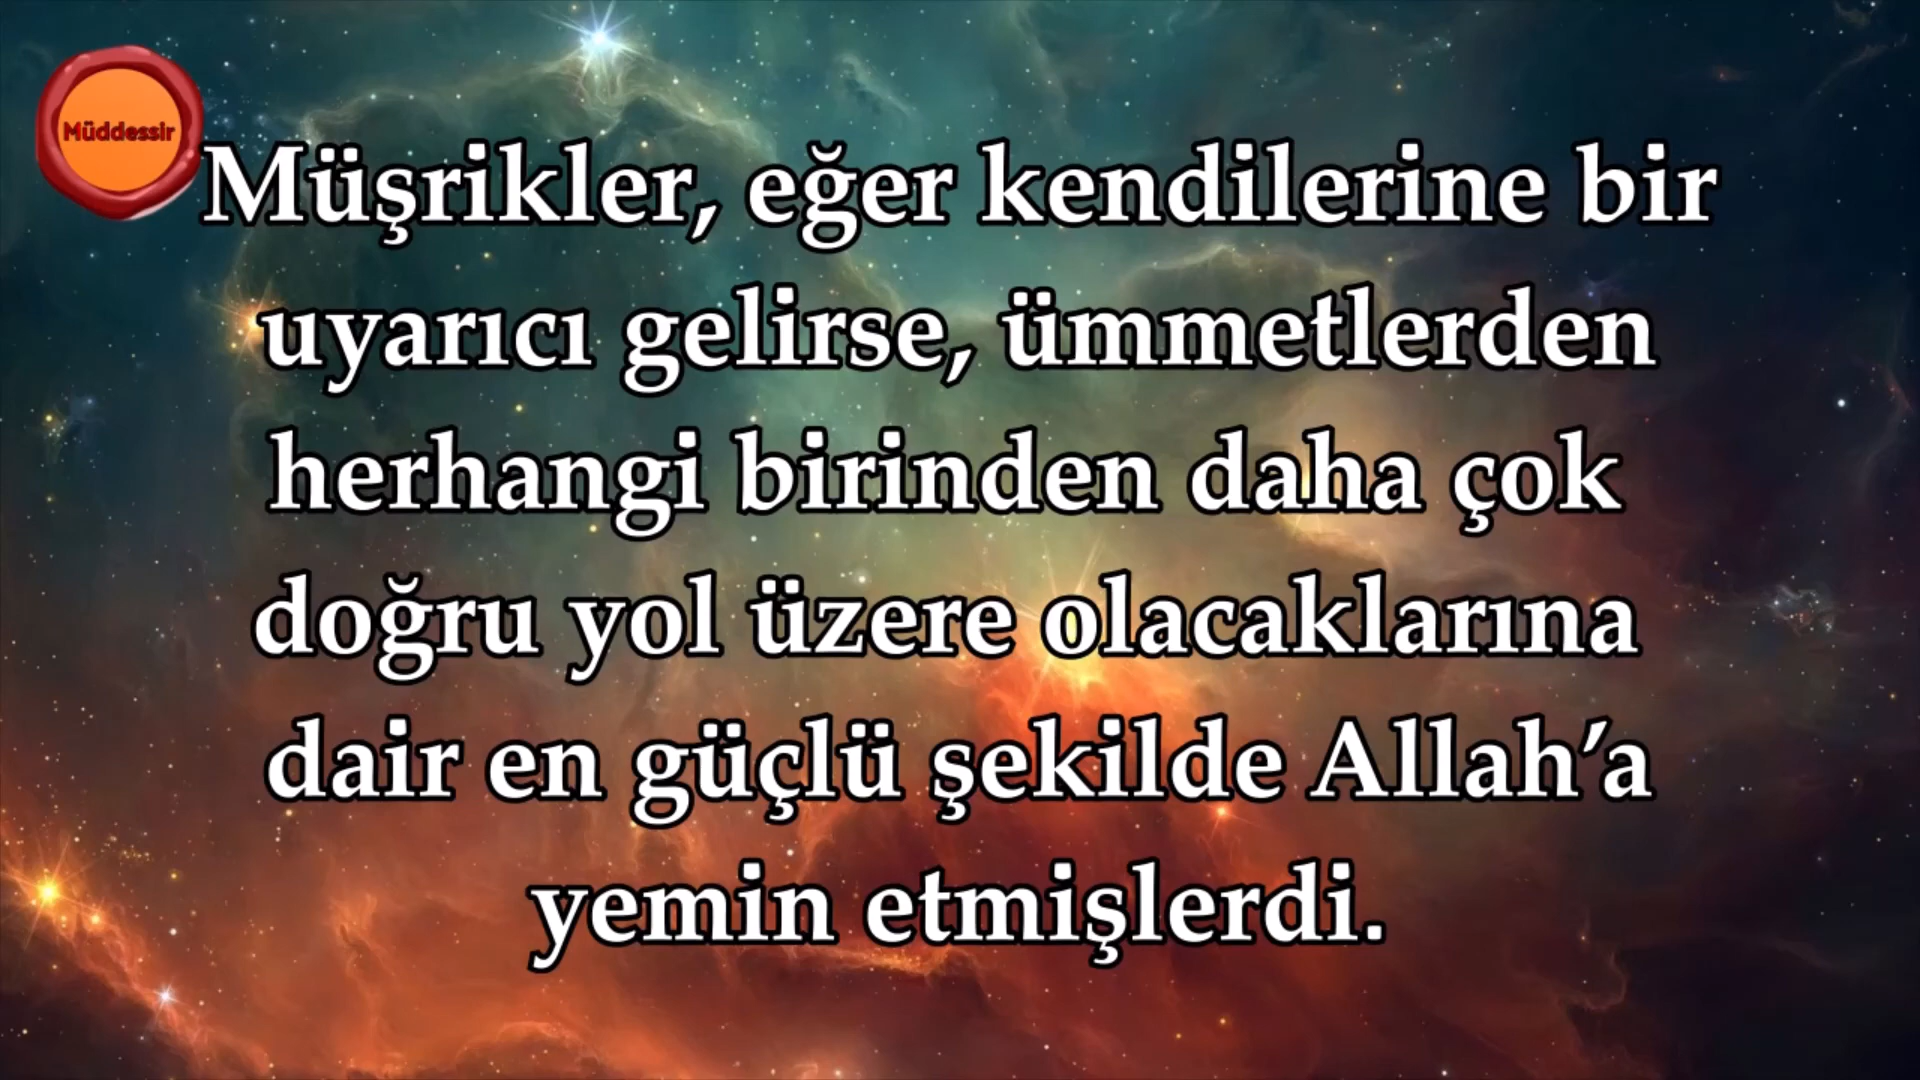 Müddessir
Müşrikler, eğer kendilerine bir
uyarıcı gelirse, ümmetlerden
herhangi birinden daha çok
doğru yol üzere olacaklarına
dair en güçlü şekilde Allah’a
yemin etmişlerdi.